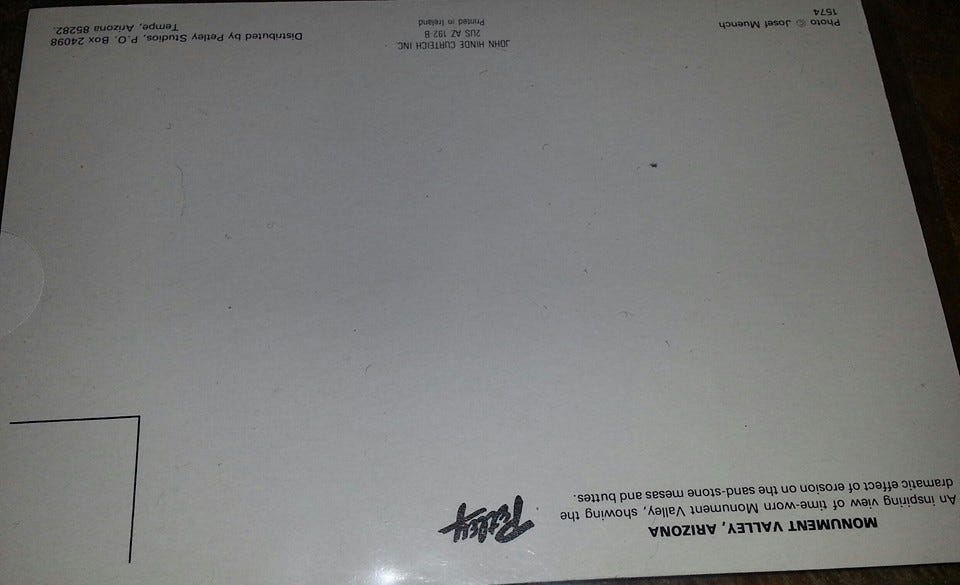 MONUMENT VALLEY, ARIZONA
An inspiring view of time-worn Monument Valley, showing the
dramatic effect of erosion on the sand-stone mesas and buttes.
Petley
Photo © Josef Muench
1574
JOHN HINDE CURTEICH INC.
2US AZ 192 B
Printed in Ireland
Distributed by Petley Studios, P.O. Box 24098
Tempe, Arizona 85282.